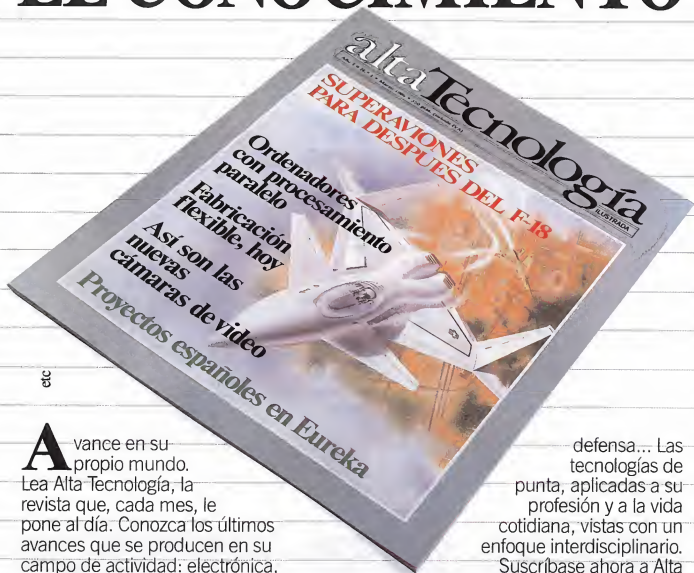 EL CONOCIMIENTO
alta Tecnología
ILUSTRADA
SUPERAVIONES
PARA DESPUES DEL F-18
Ordenadores
con procesamiento
paralelo
Fabricación
flexible, hoy
Así son las
nuevas
cámaras de video
Proyectos españoles en Eureka
etc
Avance en su
propio mundo.
Lea Alta Tecnología, la
revista que, cada mes, le
pone al día. Conozca los últimos
avances que se producen en su
campo de actividad: electrónica,
defensa... Las
tecnologías de
punta, aplicadas a su
profesión y a la vida
cotidiana, vistas con un
enfoque interdisciplinario.
Suscríbase ahora a Alta